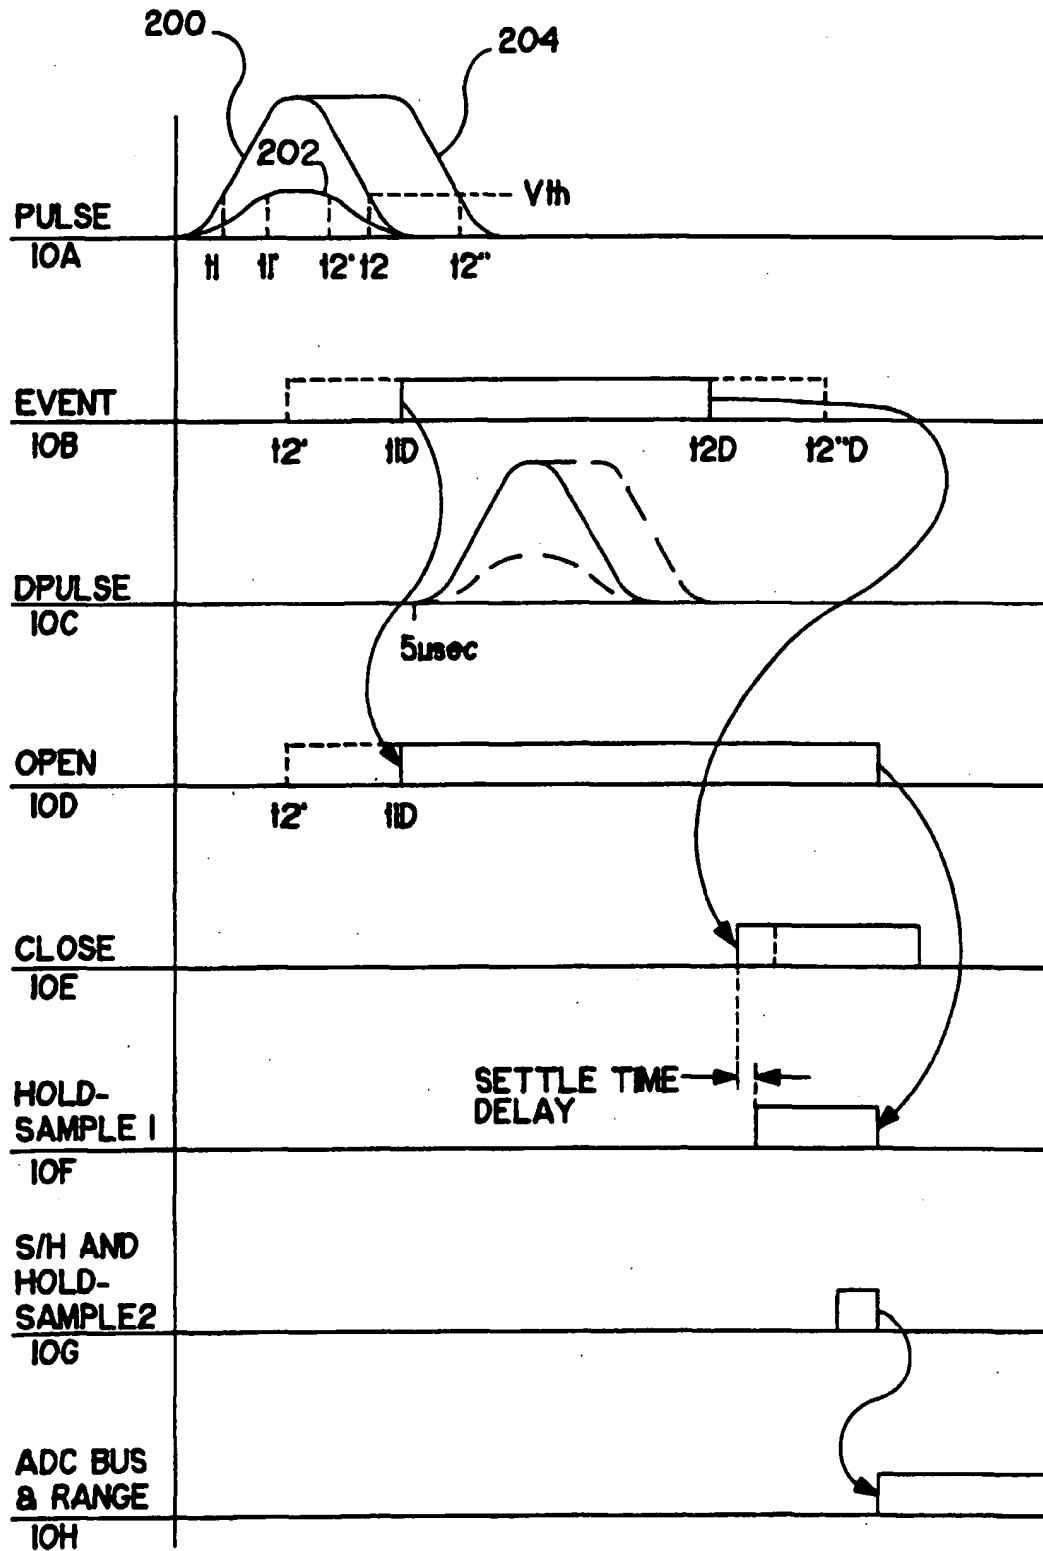 200
204
202
Vth
PULSE
10A
t1 t1' t2' t2 t2"
EVENT
10B
t2' t1D t2D t2"D
DPULSE
10C
5usec
OPEN
10D
t2' t1D
CLOSE
10E
SETTLE TIME
DELAY
HOLD-
SAMPLE 1
10F
S/H AND
HOLD-
SAMPLE2
10G
ADC BUS
& RANGE
10H